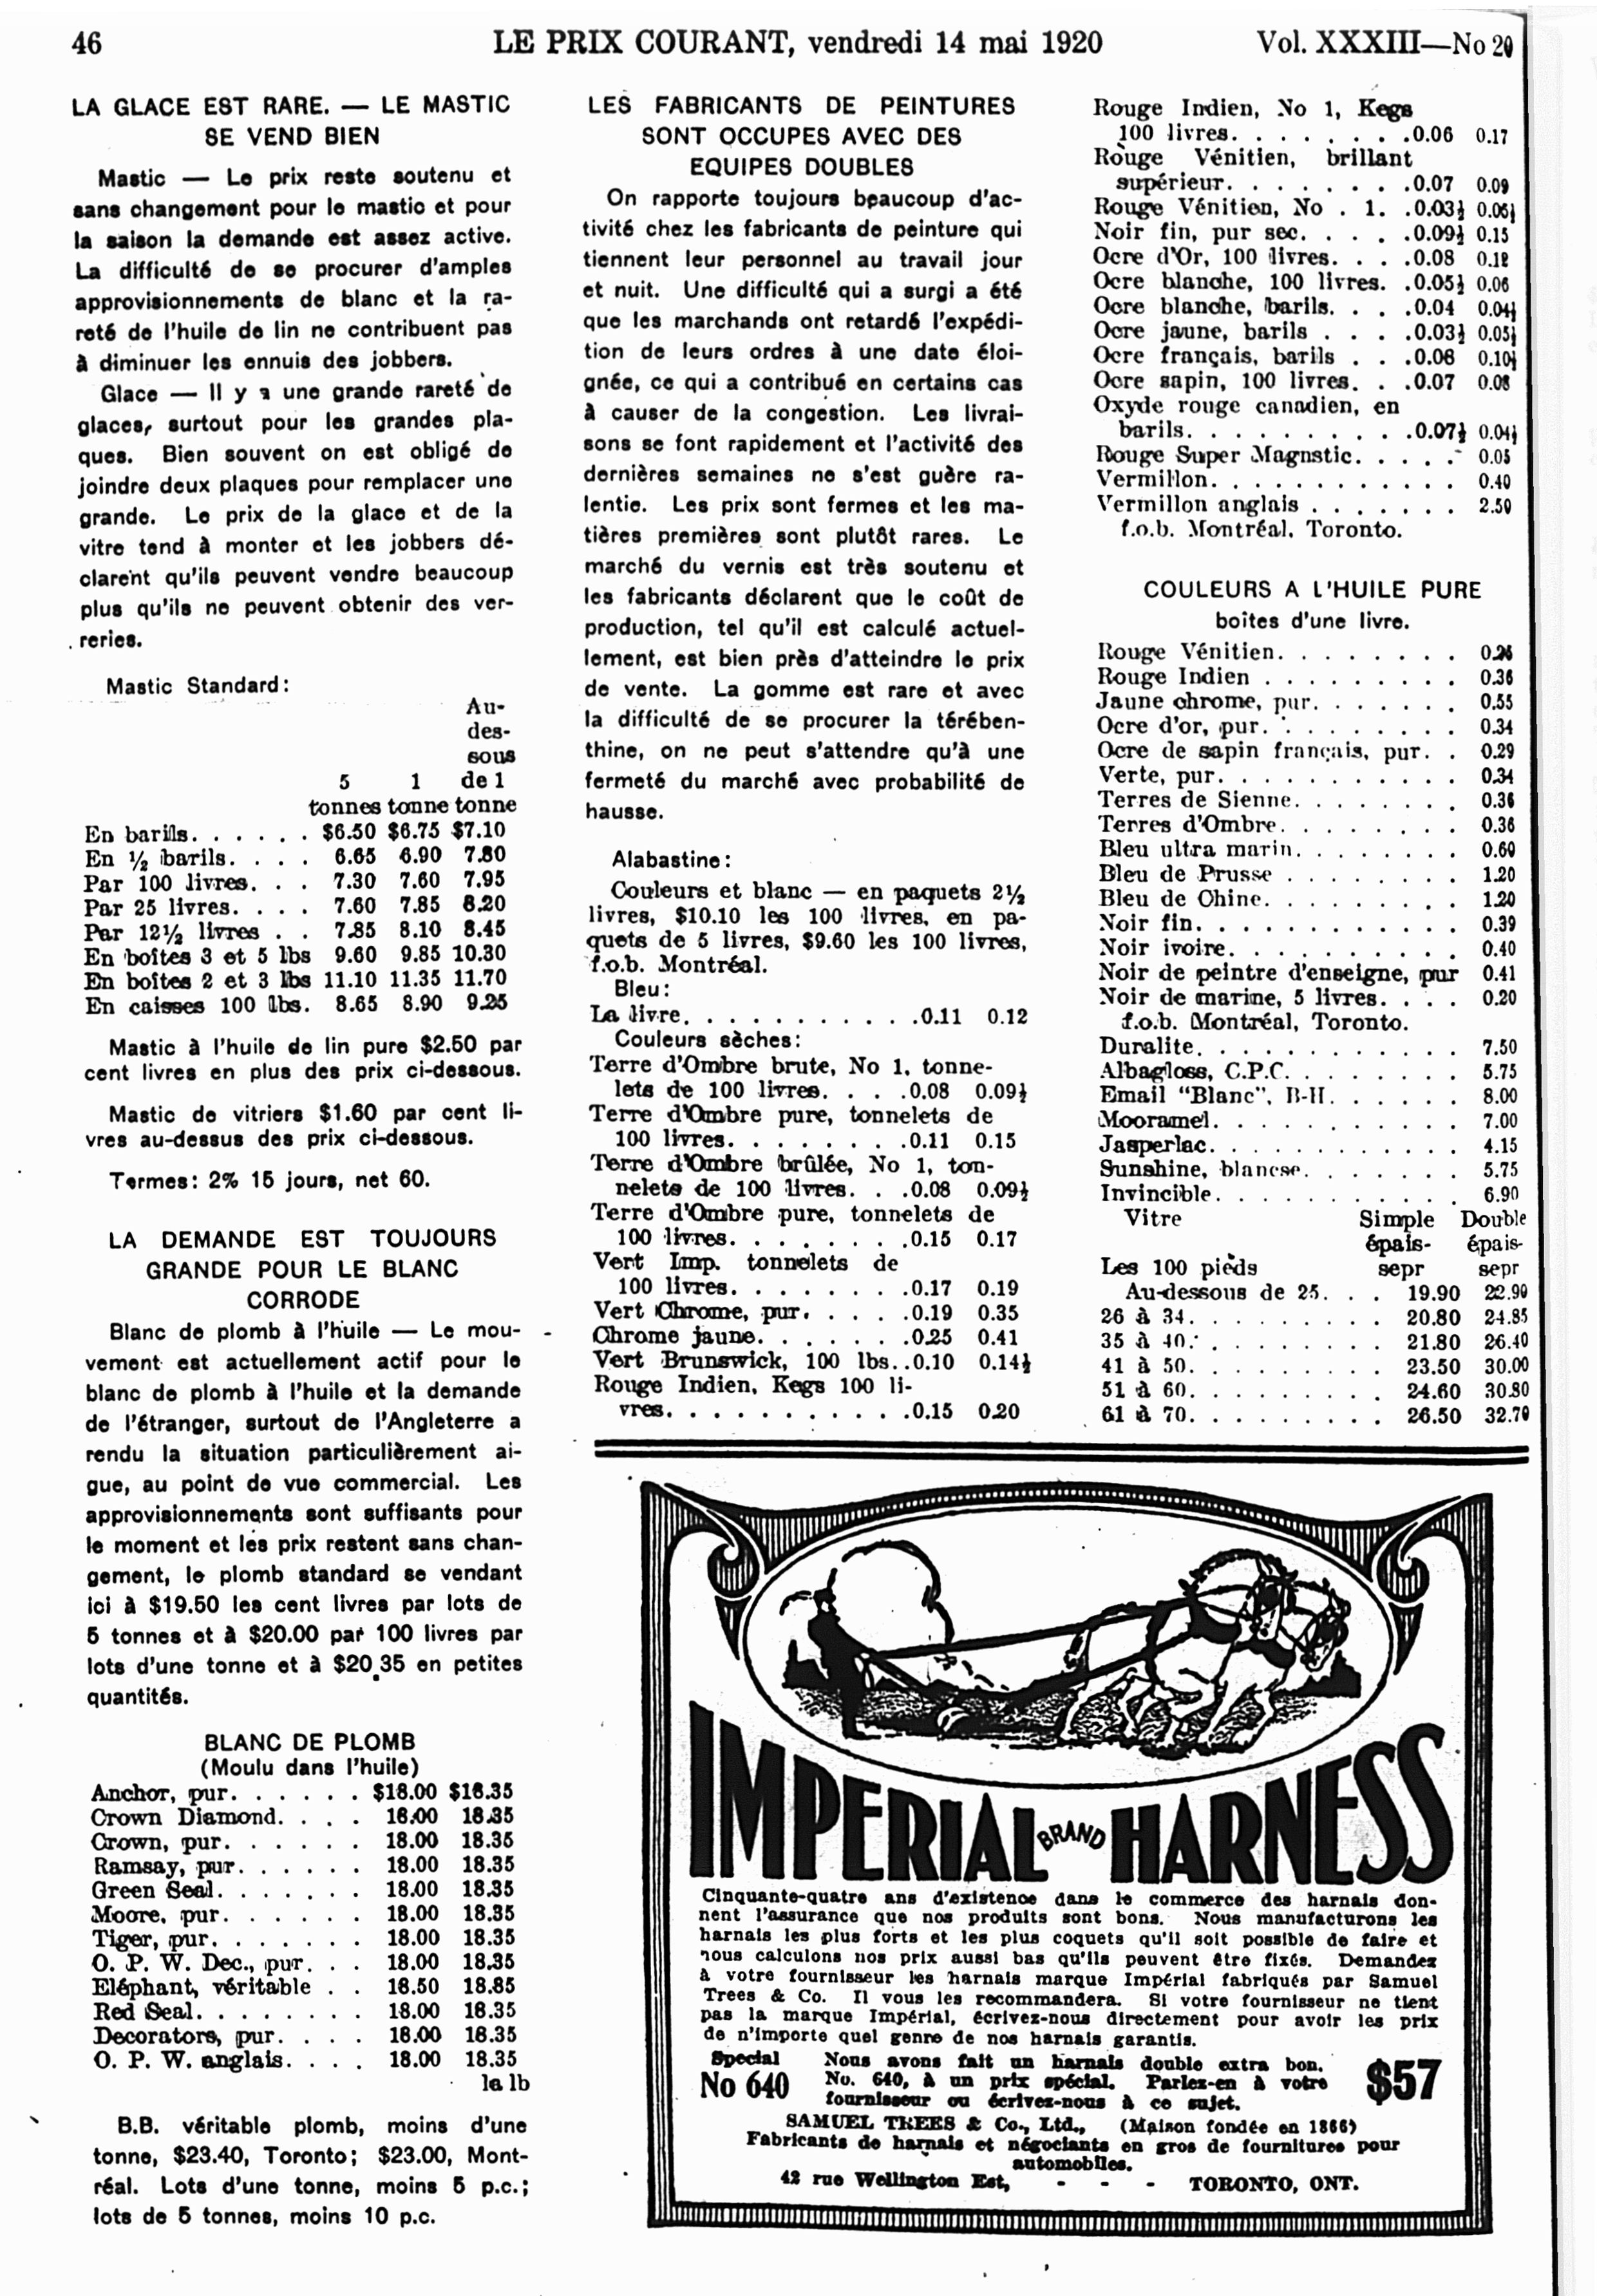 46
LE PRIX COURANT, vendredi 14 mai 1920
Vol. XXXIII—No 20
LA GLACE EST RARE. — LE MASTIC
SE VEND BIEN
Mastic — Le prix reste soutenu et
sans changement pour le mastic et pour
la saison la demande est assez active.
La difficulté de se procurer d'amples
approvisionnements de blanc et la ra-
reté de l'huile de lin ne contribuent pas
à diminuer les ennuis des jobbers.
Glace — Il y a une grande rareté de
glaces, surtout pour les grandes pla-
ques. Bien souvent on est obligé de
joindre deux plaques pour remplacer une
grande. Le prix de la glace et de la
vitre tend à monter et les jobbers dé-
clarent qu'ils peuvent vendre beaucoup
plus qu'ils ne peuvent obtenir des ver-
reries.
Mastic Standard:
Au-
des-
sous
5 1 de 1
tonnes tonne tonne
En barils. . . . . . $6.50 $6.75 $7.10
En ½ barils. . . . 6.65 6.90 7.80
Par 100 livres. . . 7.30 7.60 7.95
Par 25 livres. . . . 7.60 7.85 8.20
Par 12½ livres . . 7.85 8.10 8.45
En boîtes 3 et 5 lbs 9.60 9.85 10.30
En boîtes 2 et 3 lbs 11.10 11.35 11.70
En caisses 100 lbs. 8.65 8.90 9.25
Mastic à l'huile de lin pure $2.50 par
cent livres en plus des prix ci-dessous.
Mastic de vitriers $1.60 par cent li-
vres au-dessus des prix ci-dessous.
Termes: 2% 15 jours, net 60.
LA DEMANDE EST TOUJOURS
GRANDE POUR LE BLANC
CORRODE
Blanc de plomb à l'huile — Le mou-
vement est actuellement actif pour le
blanc de plomb à l'huile et la demande
de l'étranger, surtout de l'Angleterre a
rendu la situation particulièrement ai-
gue, au point de vue commercial. Les
approvisionnements sont suffisants pour
le moment et les prix restent sans chan-
gement, le plomb standard se vendant
ici à $19.50 les cent livres par lots de
5 tonnes et à $20.00 par 100 livres par
lots d'une tonne et à $20.35 en petites
quantités.
BLANC DE PLOMB
(Moulu dans l'huile)
Anchor, pur. . . . . . $18.00 $18.35
Crown Diamond. . . . 18.00 18.35
Crown, pur. . . . . . 18.00 18.35
Ramsay, pur. . . . . . 18.00 18.35
Green Seal. . . . . . . 18.00 18.35
Moore, pur. . . . . . 18.00 18.35
Tiger, pur. . . . . . . 18.00 18.35
O. P. W. Dec., pur. . . 18.00 18.35
Eléphant, véritable . . 18.50 18.85
Red Seal. . . . . . . . 18.00 18.35
Decorators, pur. . . . 18.00 18.35
O. P. W. anglais. . . . 18.00 18.35
la lb
B.B. véritable plomb, moins d'une
tonne, $23.40, Toronto; $23.00, Mont-
réal. Lots d'une tonne, moins 5 p.c.;
lots de 5 tonnes, moins 10 p.c.
LES FABRICANTS DE PEINTURES
SONT OCCUPES AVEC DES
EQUIPES DOUBLES
On rapporte toujours beaucoup d'ac-
tivité chez les fabricants de peinture qui
tiennent leur personnel au travail jour
et nuit. Une difficulté qui a surgi a été
que les marchands ont retardé l'expédi-
tion de leurs ordres à une date éloi-
gnée, ce qui a contribué en certains cas
à causer de la congestion. Les livrai-
sons se font rapidement et l'activité des
dernières semaines ne s'est guère ra-
lentie. Les prix sont fermes et les ma-
tières premières sont plutôt rares. Le
marché du vernis est très soutenu et
les fabricants déclarent que le coût de
production, tel qu'il est calculé actuel-
lement, est bien près d'atteindre le prix
de vente. La gomme est rare et avec
la difficulté de se procurer la térében-
thine, on ne peut s'attendre qu'à une
fermeté du marché avec probabilité de
hausse.
Alabastine:
Couleurs et blanc — en paquets 2½
livres, $10.10 les 100 livres, en pa-
quets de 5 livres, $9.60 les 100 livres,
f.o.b. Montréal.
Bleu:
La livre. . . . . . . . . . . .0.11 0.12
Couleurs sèches:
Terre d'Ombre brute, No 1, tonne-
lets de 100 livres. . . .0.08 0.09½
Terre d'Ombre pure, tonnelets de
100 livres. . . . . . . . .0.11 0.15
Terre d'Ombre brûlée, No 1, ton-
nelets de 100 livres. . .0.08 0.09½
Terre d'Ombre pure, tonnelets de
100 livres. . . . . . . . .0.15 0.17
Vert Imp. tonnelets de
100 livres. . . . . . . . .0.17 0.19
Vert Chrome, pur. . . . .0.19 0.35
Chrome jaune. . . . . . .0.25 0.41
Vert Brunswick, 100 lbs. .0.10 0.14½
Rouge Indien, Kegs 100 li-
vres. . . . . . . . . . . .0.15 0.20
Rouge Indien, No 1, Kegs
100 livres. . . . . . . . .0.06 0.17
Rouge Vénitien, brillant
supérieur. . . . . . . . .0.07 0.09
Rouge Vénitien, No . 1. .0.03½ 0.06½
Noir fin, pur sec. . . . .0.09½ 0.15
Ocre d'Or, 100 livres. . . .0.08 0.12
Ocre blanche, 100 livres. .0.05½ 0.06
Ocre blanche, barils. . . .0.04 0.04½
Ocre jaune, barils . . . .0.03½ 0.05½
Ocre français, barils . . .0.06 0.10½
Ocre sapin, 100 livres. . .0.07 0.08
Oxyde rouge canadien, en
barils. . . . . . . . . . .0.07½ 0.04½
Rouge Super Magnstic. . . . . . 0.05
Vermillon. . . . . . . . . . . . 0.40
Vermillon anglais . . . . . . . 2.50
f.o.b. Montréal, Toronto.
COULEURS A L'HUILE PURE
boîtes d'une livre.
Rouge Vénitien. . . . . . . . . 0.26
Rouge Indien . . . . . . . . . 0.36
Jaune chrome, pur. . . . . . . 0.55
Ocre d'or, pur. . . . . . . . . 0.34
Ocre de sapin français, pur. . 0.29
Verte, pur. . . . . . . . . . . 0.34
Terres de Sienne. . . . . . . . 0.36
Terres d'Ombre. . . . . . . . 0.36
Bleu ultra marin. . . . . . . . 0.60
Bleu de Prusse . . . . . . . . 1.20
Bleu de Chine. . . . . . . . . 1.20
Noir fin. . . . . . . . . . . . 0.39
Noir ivoire. . . . . . . . . . 0.40
Noir de peintre d'enseigne, pur 0.41
Noir de marine, 5 livres. . . . 0.20
f.o.b. Montréal, Toronto.
Duralite. . . . . . . . . . . . 7.50
Albagloss, C.P.C. . . . . . . . 5.75
Email "Blanc", B-H. . . . . . 8.00
Mooramel. . . . . . . . . . . 7.00
Jasperlac. . . . . . . . . . . 4.15
Sunshine, blancse. . . . . . . 5.75
Invincible. . . . . . . . . . . 6.90
Vitre Simple Double
épais- épais-
Les 100 pieds sepr sepr
Au-dessous de 25. . . 19.90 22.90
26 à 34. . . . . . . . . 20.80 24.85
35 à 40. . . . . . . . . 21.80 26.40
41 à 50. . . . . . . . . 23.50 30.00
51 à 60. . . . . . . . . 24.60 30.80
61 à 70. . . . . . . . . 26.50 32.70
IMPERIAL BRAND HARNESS
Cinquante-quatre ans d'existence dans le commerce des harnais don-
nent l'assurance que nos produits sont bons. Nous manufacturons les
harnais les plus forts et les plus coquets qu'il soit possible de faire et
nous calculons nos prix aussi bas qu'ils peuvent être fixés. Demandez
à votre fournisseur les harnais marque Impérial fabriqués par Samuel
Trees & Co. Il vous les recommandera. Si votre fournisseur ne tient
pas la marque Impérial, écrivez-nous directement pour avoir les prix
de n'importe quel genre de nos harnais garantis.
Special
No 640
Nous avons fait un harnais double extra bon.
No. 640, à un prix spécial. Parlez-en à votre
fournisseur ou écrivez-nous à ce sujet.
$57
SAMUEL TREES & Co., Ltd., (Maison fondée en 1866)
Fabricants de harnais et négociants en gros de fournitures pour
automobiles.
42 rue Wellington Est, - - - TORONTO, ONT.